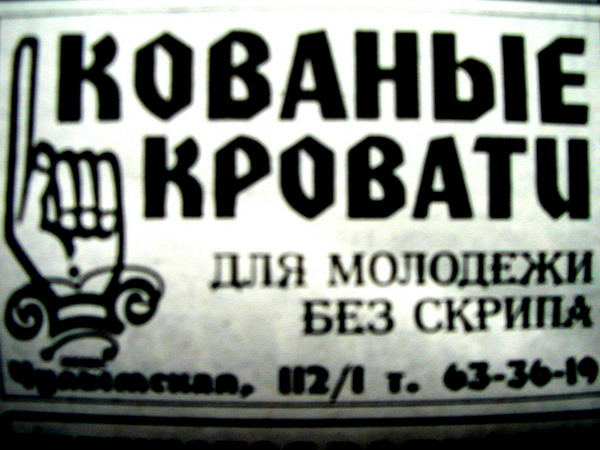 КОВАНЫЕ
КРОВАТИ
ДЛЯ МОЛОДЕЖИ
БЕЗ СКРИПА
112/1 т. 63-36-19